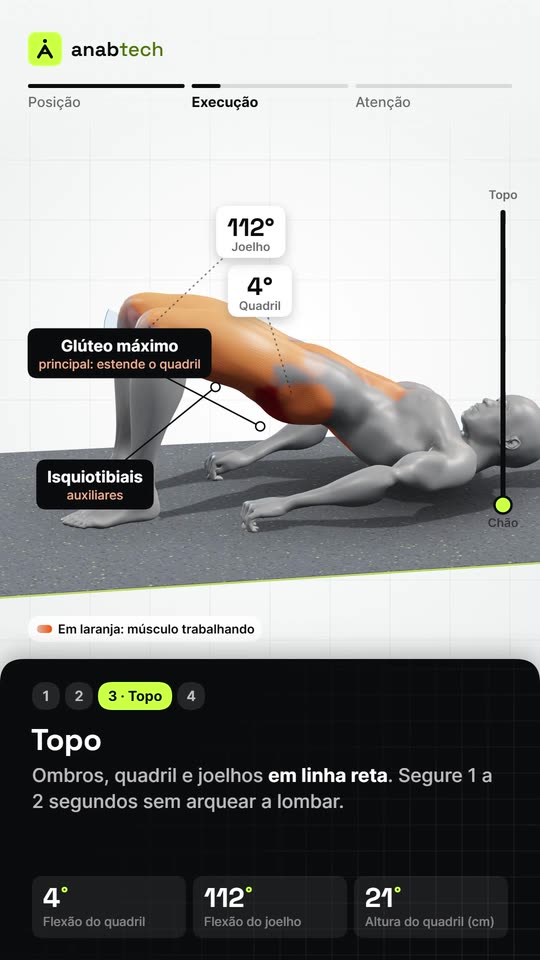 anabtech
Posição
Execução
Atenção
Topo
112°
Joelho
4°
Quadril
Glúteo máximo
principal: estende o quadril
Isquiotibiais
auxiliares
Chão
Em laranja: músculo trabalhando
1
2
3 · Topo
4
Topo
Ombros, quadril e joelhos em linha reta. Segure 1 a
2 segundos sem arquear a lombar.
4°
Flexão do quadril
112°
Flexão do joelho
21°
Altura do quadril (cm)